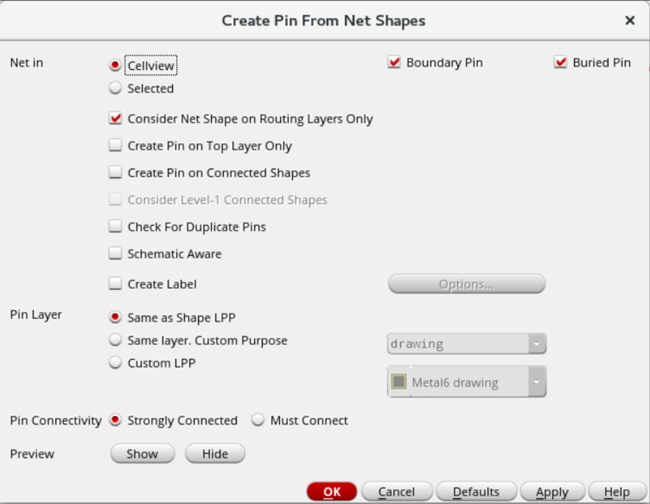 Create Pin From Net Shapes
Net in Cellview Boundary Pin Buried Pin
Selected
Consider Net Shape on Routing Layers Only
Create Pin on Top Layer Only
Create Pin on Connected Shapes
Consider Level-1 Connected Shapes
Check For Duplicate Pins
Schematic Aware
Create Label Options...
Pin Layer Same as Shape LPP
Same layer. Custom Purpose drawing
Custom LPP
Metal6 drawing
Pin Connectivity Strongly Connected Must Connect
Preview Show Hide
OK Cancel Defaults Apply Help